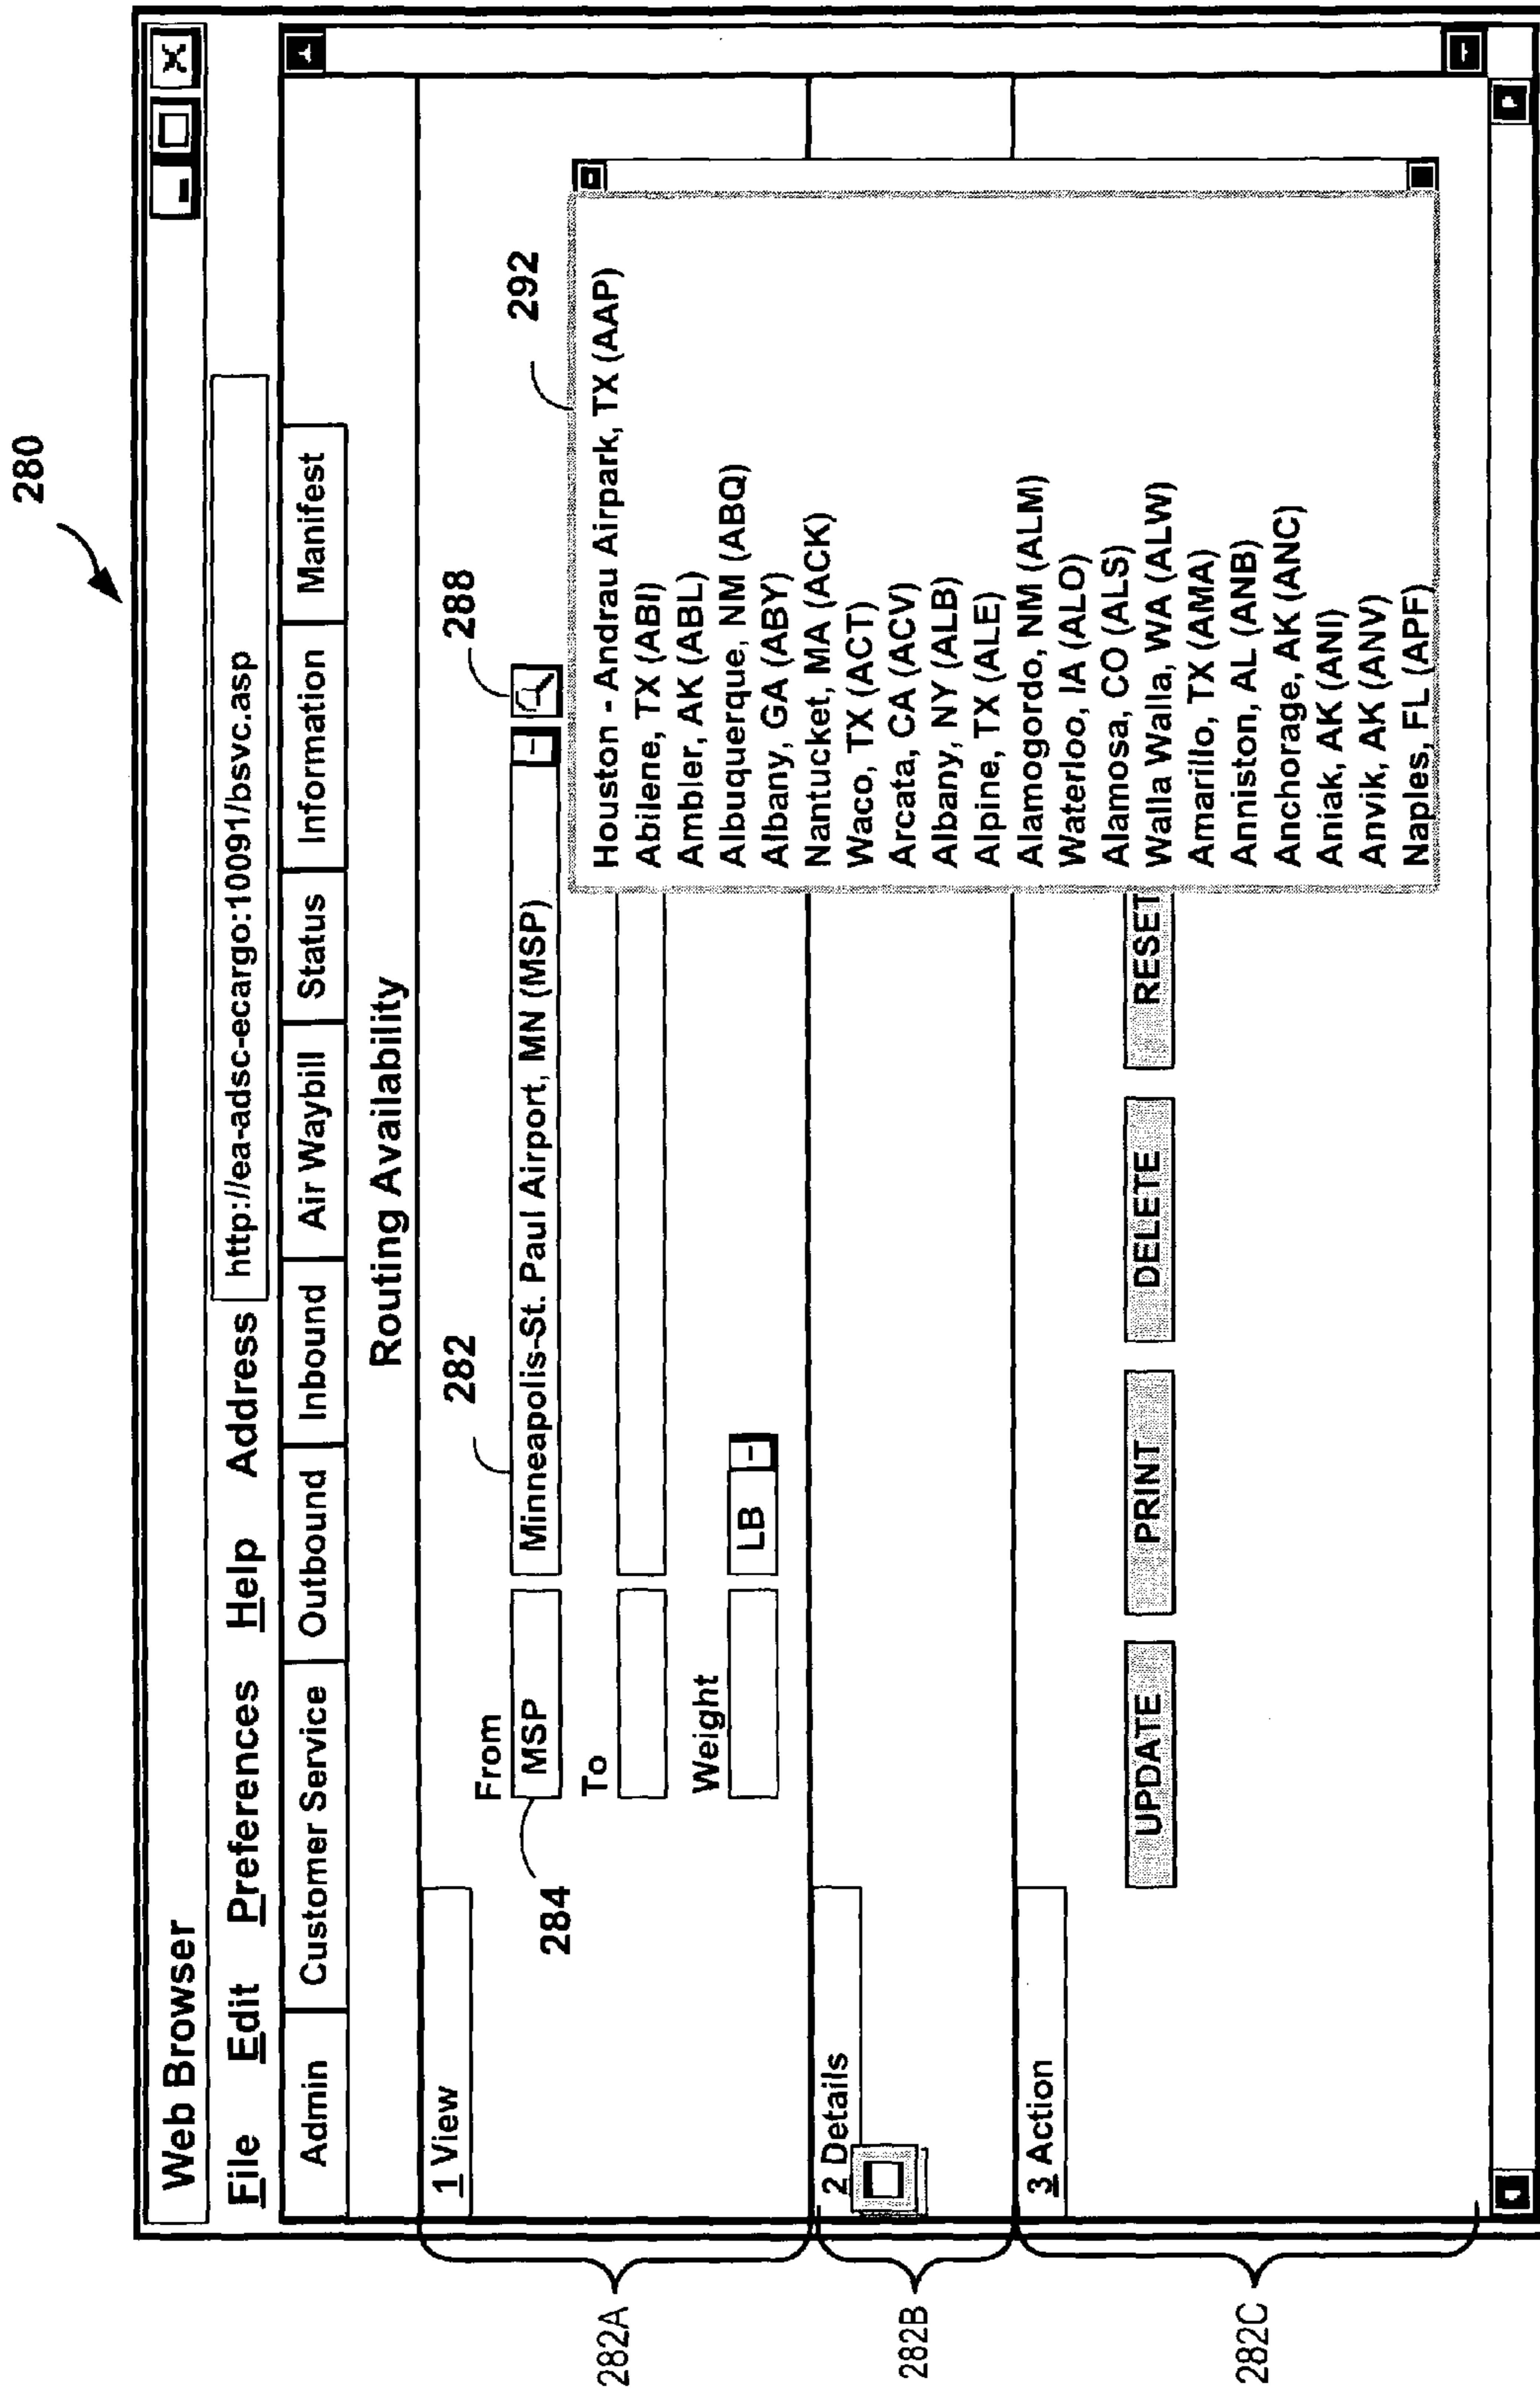 280
Web Browser
File Edit Preferences Help Address http://ea-adsc-ecargo:10091/bsvc.asp
Admin Customer Service Outbound Inbound Air Waybill Status Information Manifest
Routing Availability
1 View
282
288
From
MSP Minneapolis-St. Paul Airport, MN (MSP)
284
292
To
Weight
LB
Houston - Andrau Airpark, TX (AAP)
Abilene, TX (ABI)
Ambler, AK (ABL)
Albuquerque, NM (ABQ)
Albany, GA (ABY)
Nantucket, MA (ACK)
Waco, TX (ACT)
Arcata, CA (ACV)
Albany, NY (ALB)
Alpine, TX (ALE)
Alamogordo, NM (ALM)
Waterloo, IA (ALO)
Alamosa, CO (ALS)
Walla Walla, WA (ALW)
Amarillo, TX (AMA)
Anniston, AL (ANB)
Anchorage, AK (ANC)
Aniak, AK (ANI)
Anvik, AK (ANV)
Naples, FL (APF)
2 Details
3 Action
UPDATE PRINT DELETE RESET
282A
282B
282C